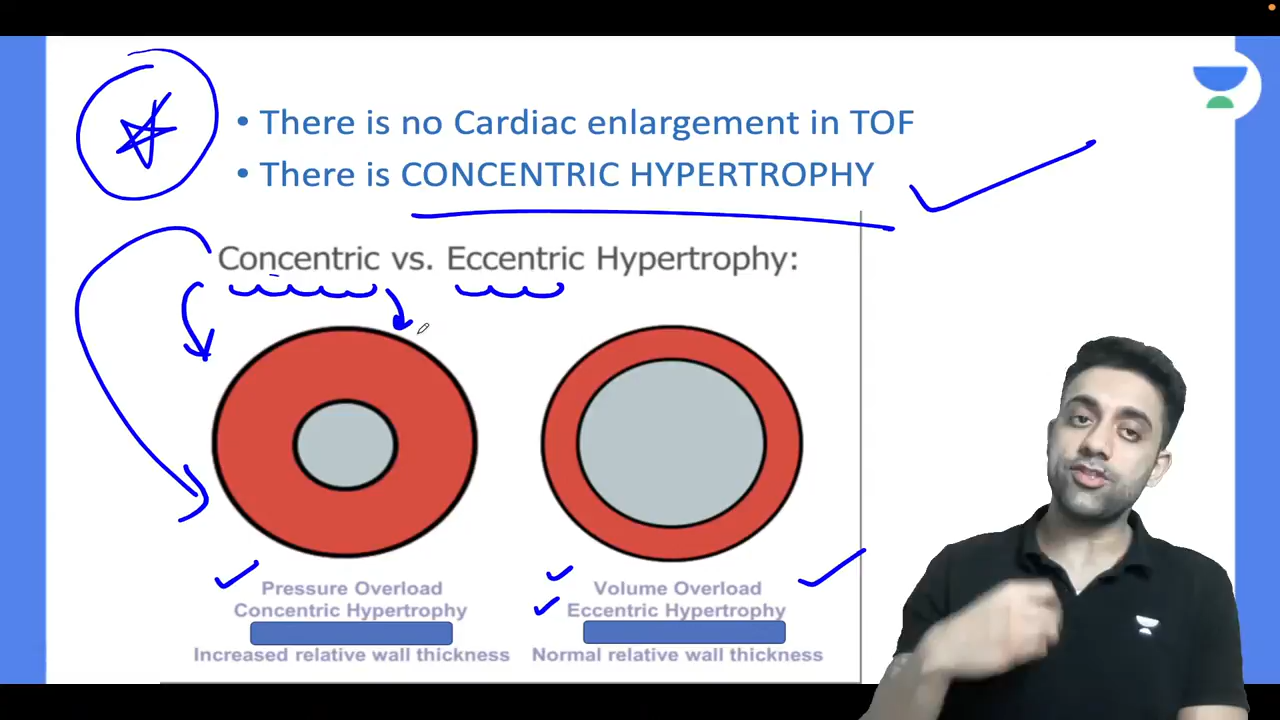 • There is no Cardiac enlargement in TOF
• There is CONCENTRIC HYPERTROPHY
Concentric vs. Eccentric Hypertrophy:
Pressure Overload
Concentric Hypertrophy
Increased relative wall thickness
Volume Overload
Eccentric Hypertrophy
Normal relative wall thickness